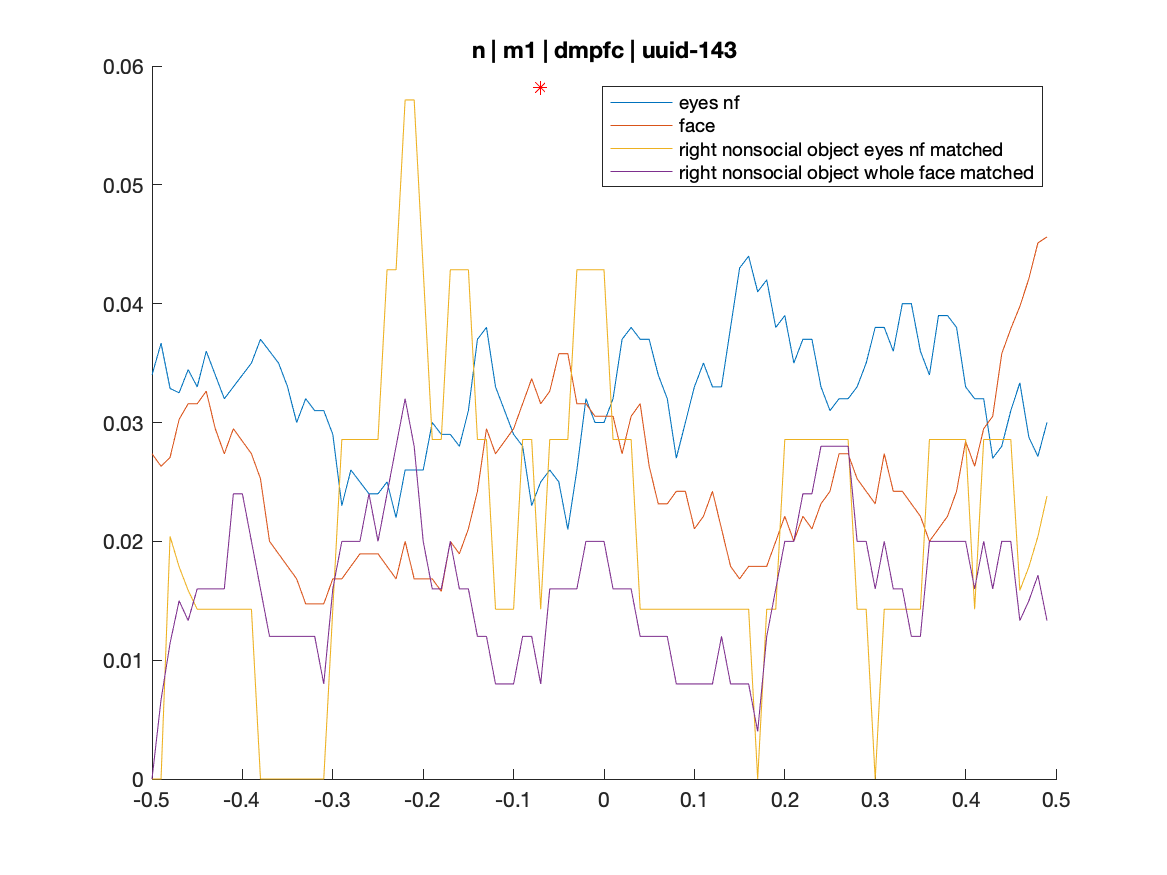 n | m1 | dmpfc | uuid-143
0.06
0.05
0.04
0.03
0.02
0.01
0
eyes nf
face
right nonsocial object eyes nf matched
right nonsocial object whole face matched
-0.5 -0.4 -0.3 -0.2 -0.1 0 0.1 0.2 0.3 0.4 0.5